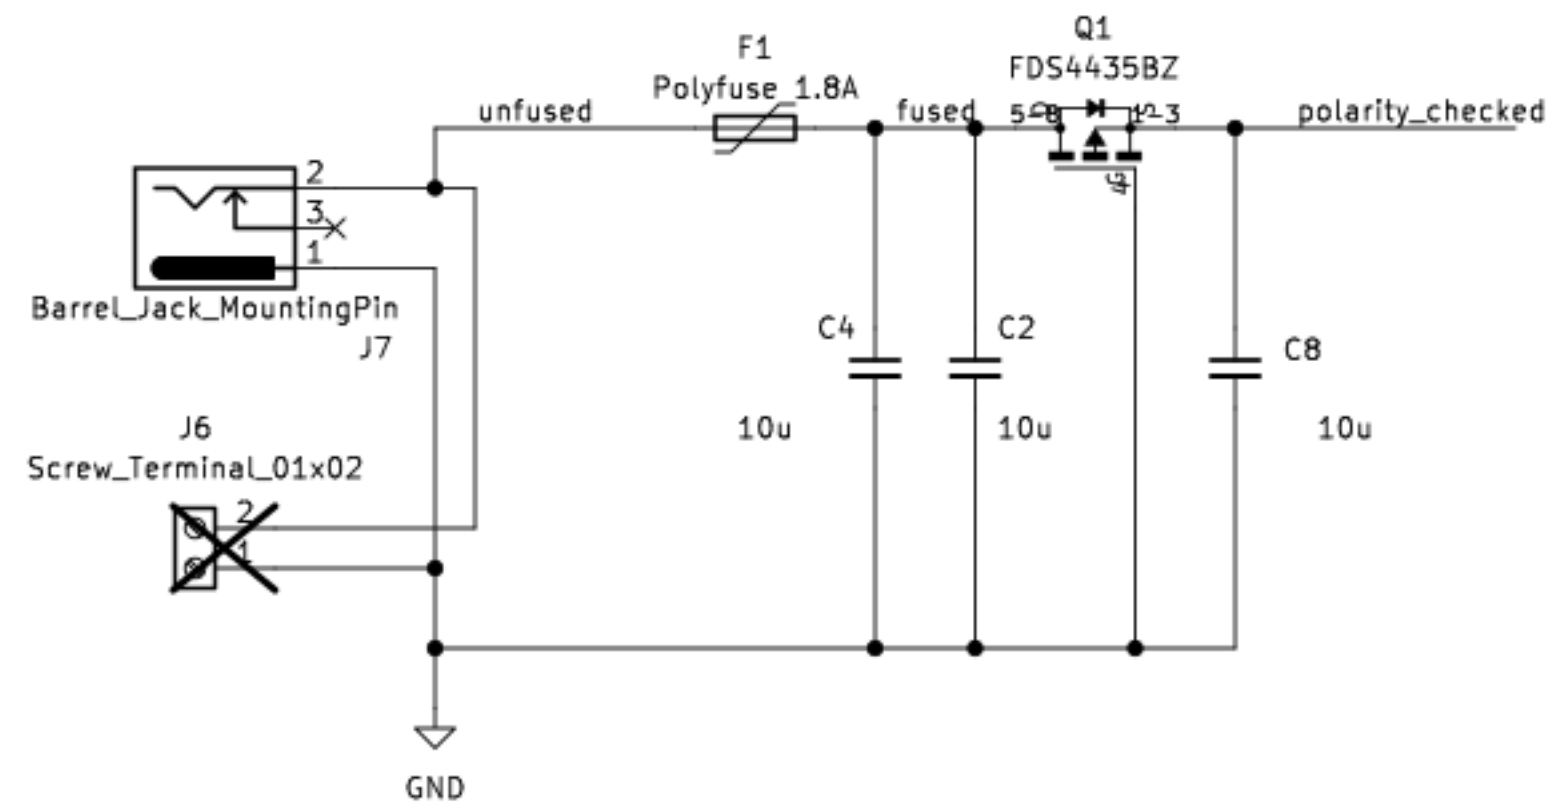 Q1
FDS4435BZ
F1
Polyfuse_1.8A
unfused
fused
5-8
D
1-3
S
polarity_checked
G
4
2
3
1
Barrel_Jack_MountingPin
J7
C4
10u
C2
10u
C8
10u
J6
Screw_Terminal_01x02
2
1
GND